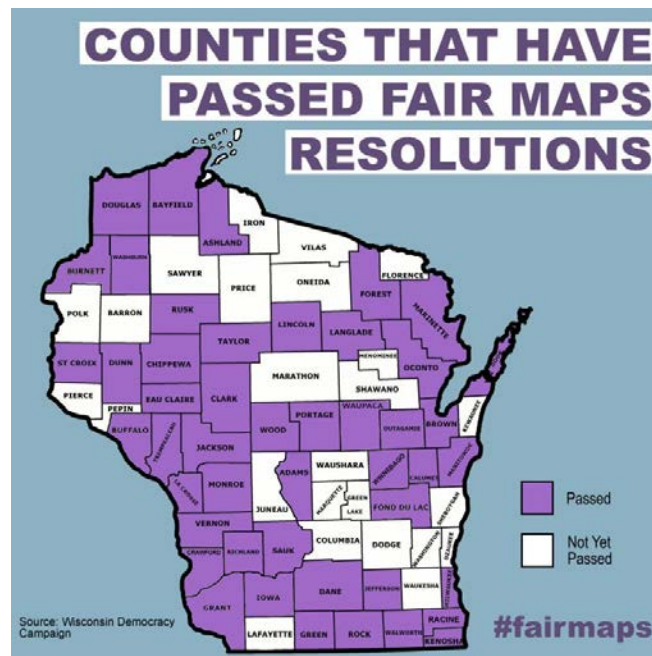 COUNTIES THAT HAVE
PASSED FAIR MAPS
RESOLUTIONS
DOUGLAS
BAYFIELD
IRON
ASHLAND
VILAS
WASHBURN
BURNETT
SAWYER
FLORENCE
ONEIDA
PRICE
FOREST
MARINETTE
POLK
BARRON
RUSK
LINCOLN
LANGLADE
TAYLOR
OCONTO
MENOMINEE
ST CROIX
DUNN
CHIPPEWA
MARATHON
SHAWANO
PIERCE
EAU CLAIRE
CLARK
PEPIN
WAUPACA
PORTAGE
BROWN
KEWAUNEE
BUFFALO
TREMPEALEAU
WOOD
OUTAGAMIE
JACKSON
WAUSHARA
WINNEBAGO
CALUMET
MANITOWOC
ADAMS
MONROE
LA CROSSE
JUNEAU
MARQUETTE
GREEN
LAKE
FOND DU LAC
SHEBOYGAN
VERNON
COLUMBIA
DODGE
WASHINGTON
OZAUKEE
CRAWFORD
RICHLAND
SAUK
DANE
JEFFERSON
WAUKESHA
MILWAUKEE
GRANT
IOWA
LAFAYETTE
GREEN
ROCK
WALWORTH
RACINE
KENOSHA
Passed
Not Yet
Passed
Source: Wisconsin Democracy
Campaign
#fairmaps